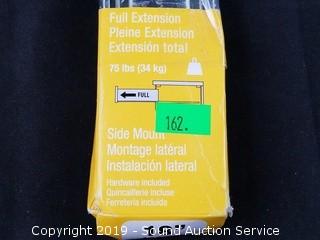 Full Extension
Pleine Extension
Extensión total
75 lbs (34 kg)
FULL
162.
Side Mount
Montage latéral
Instalación lateral
Hardware included
Quincaillerie incluse
Ferretería incluida
Copyright 2019 - Sound Auction Service